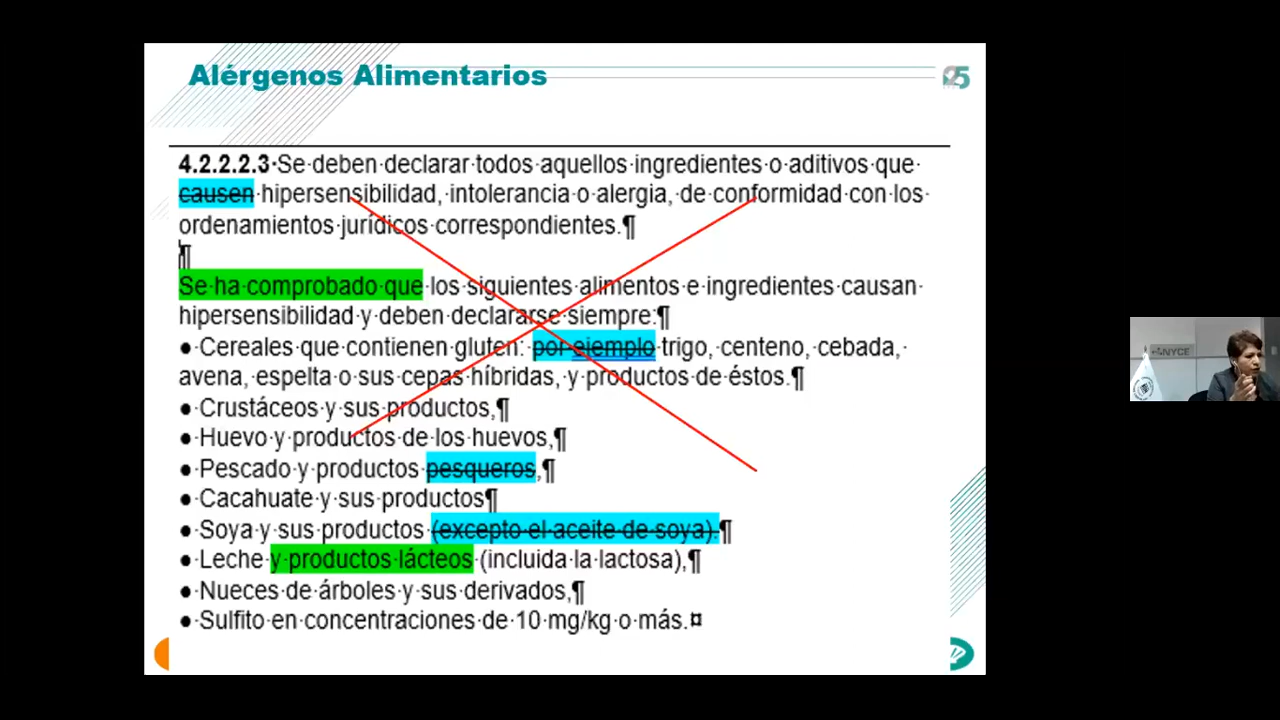 Alérgenos Alimentarios
4.2.2.2.3·Se·deben·declarar·todos·aquellos·ingredientes·o·aditivos·que·
causen·hipersensibilidad,·intolerancia·o·alergia,·de·conformidad·con·los·
ordenamientos·jurídicos·correspondientes.¶
¶
Se·ha·comprobado·que·los·siguientes·alimentos·e·ingredientes·causan·
hipersensibilidad·y·deben·declararse·siempre:¶
●·Cereales·que·contienen·gluten:·por·ejemplo·trigo,·centeno,·cebada,·
avena,·espelta·o·sus·cepas·híbridas,·y·productos·de·éstos.¶
●·Crustáceos·y·sus·productos,¶
●·Huevo·y·productos·de·los·huevos,¶
●·Pescado·y·productos·pesqueros,¶
●·Cacahuate·y·sus·productos¶
●·Soya·y·sus·productos·(excepto·el·aceite·de·soya).¶
●·Leche·y·productos·lácteos·(incluida·la·lactosa),¶
●·Nueces·de·árboles·y·sus·derivados,¶
●·Sulfito·en·concentraciones·de·10·mg/kg·o·más.¤
NYCE